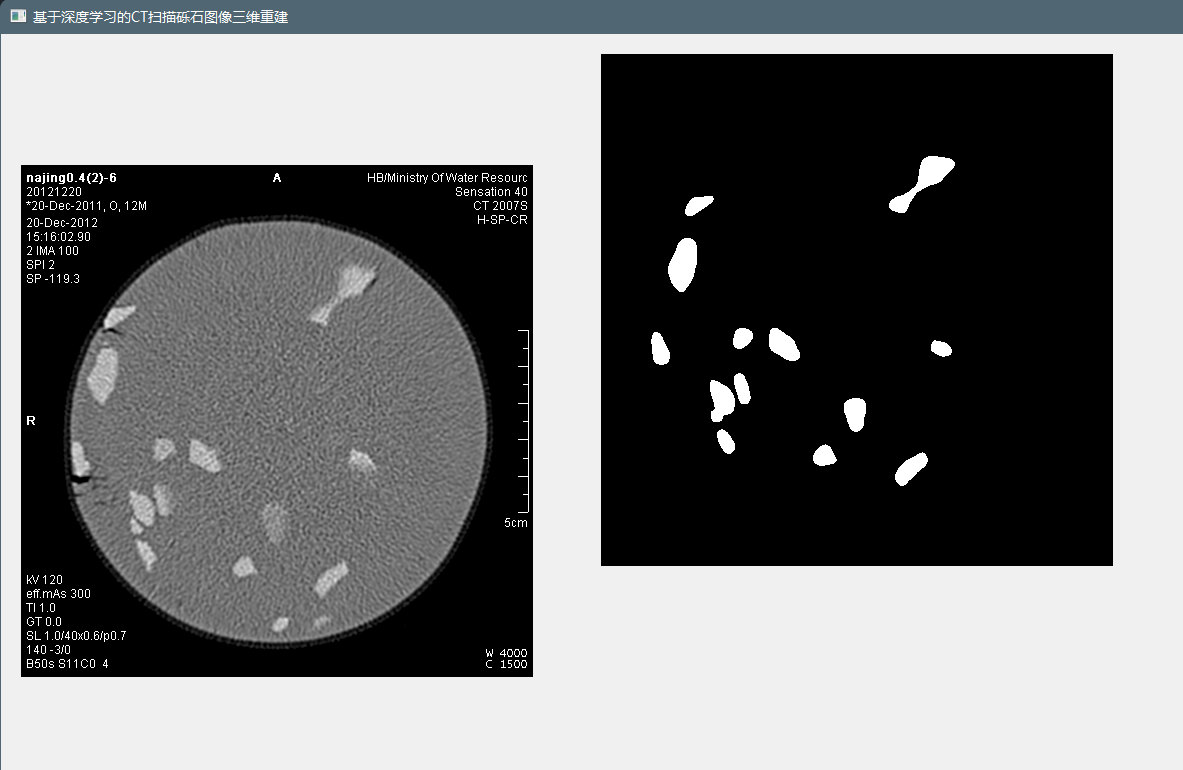 基于深度学习的CT扫描砾石图像三维重建
najing0.4(2)-6
20121220
*20-Dec-2011, O, 12M
20-Dec-2012
15:16:02.90
2 IMA 100
SPI 2
SP -119.3
A
HB/Ministry Of Water Resourc
Sensation 40
CT 2007S
H-SP-CR
R
5cm
kV 120
eff.mAs 300
TI 1.0
GT 0.0
SL 1.0/40x0.6/p0.7
140 -3/0
B50s S11C0 4
W 4000
C 1500